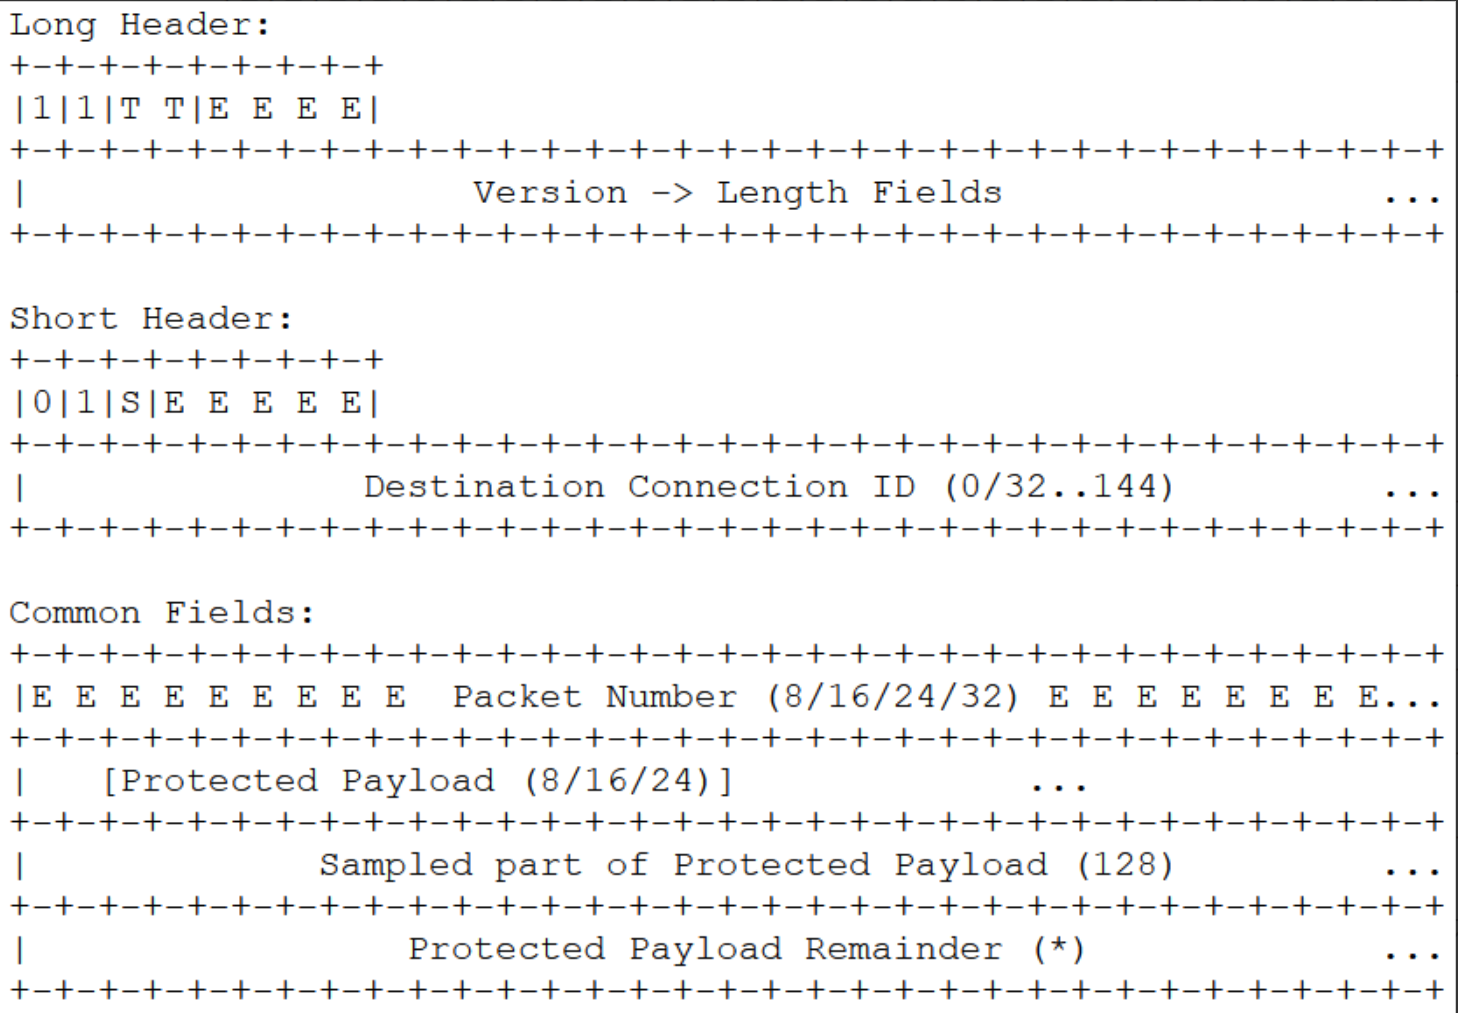 Long Header:
+-+-+-+-+-+-+-+-+
|1|1|T T|E E E E|
+-+-+-+-+-+-+-+-+-+-+-+-+-+-+-+-+-+-+-+-+-+-+-+-+-+-+-+-+-+-+-+-+
|                    Version -> Length Fields                 ...
+-+-+-+-+-+-+-+-+-+-+-+-+-+-+-+-+-+-+-+-+-+-+-+-+-+-+-+-+-+-+-+-+
Short Header:
+-+-+-+-+-+-+-+-+
|0|1|S|E E E E E|
+-+-+-+-+-+-+-+-+-+-+-+-+-+-+-+-+-+-+-+-+-+-+-+-+-+-+-+-+-+-+-+-+
|               Destination Connection ID (0/32..144)         ...
+-+-+-+-+-+-+-+-+-+-+-+-+-+-+-+-+-+-+-+-+-+-+-+-+-+-+-+-+-+-+-+-+
Common Fields:
+-+-+-+-+-+-+-+-+-+-+-+-+-+-+-+-+-+-+-+-+-+-+-+-+-+-+-+-+-+-+-+-+
|E E E E E E E E E  Packet Number (8/16/24/32) E E E E E E E E...
+-+-+-+-+-+-+-+-+-+-+-+-+-+-+-+-+-+-+-+-+-+-+-+-+-+-+-+-+-+-+-+-+
|   [Protected Payload (8/16/24)]             ...
+-+-+-+-+-+-+-+-+-+-+-+-+-+-+-+-+-+-+-+-+-+-+-+-+-+-+-+-+-+-+-+-+
|             Sampled part of Protected Payload (128)         ...
+-+-+-+-+-+-+-+-+-+-+-+-+-+-+-+-+-+-+-+-+-+-+-+-+-+-+-+-+-+-+-+-+
|                 Protected Payload Remainder (*)             ...
+-+-+-+-+-+-+-+-+-+-+-+-+-+-+-+-+-+-+-+-+-+-+-+-+-+-+-+-+-+-+-+-+